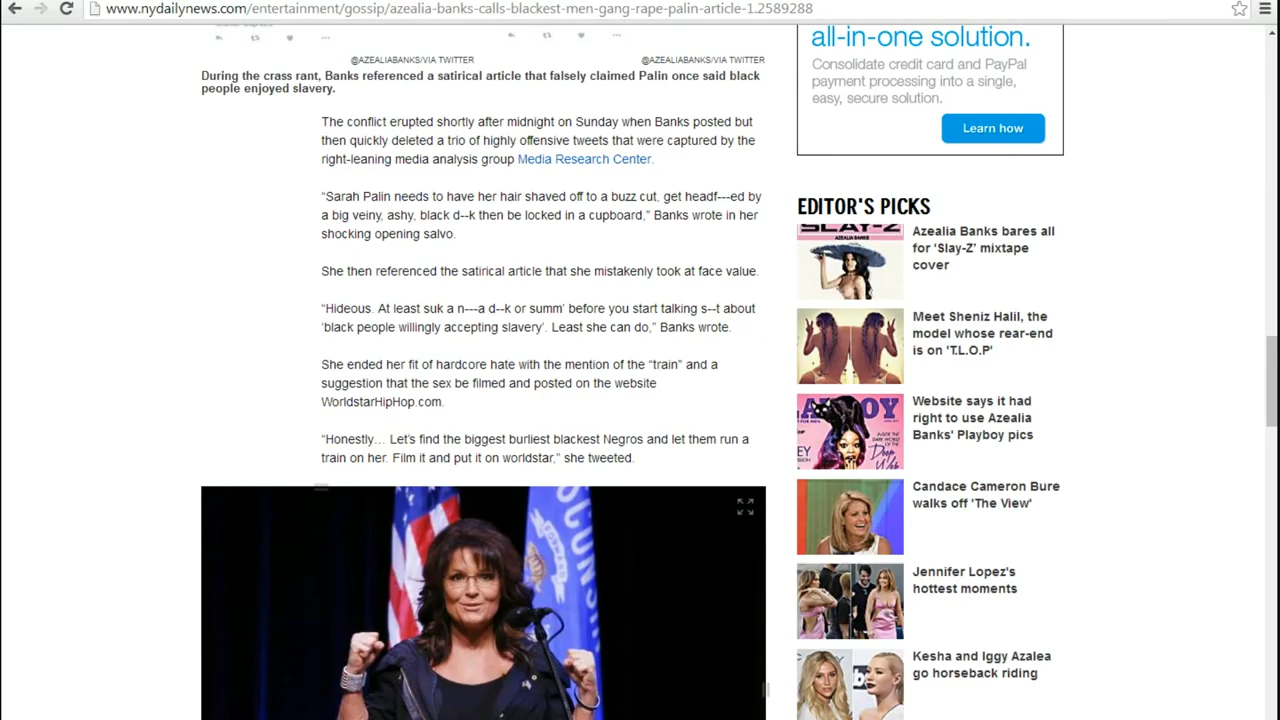 www.nydailynews.com/entertainment/gossip/azealia-banks-calls-blackest-men-gang-rape-palin-article-1.2589288
@AZEALIABANKS/VIA TWITTER
@AZEALIABANKS/VIA TWITTER
During the crass rant, Banks referenced a satirical article that falsely claimed Palin once said black
people enjoyed slavery.
The conflict erupted shortly after midnight on Sunday when Banks posted but
then quickly deleted a trio of highly offensive tweets that were captured by the
right-leaning media analysis group Media Research Center.
“Sarah Palin needs to have her hair shaved off to a buzz cut, get headf---ed by
a big veiny, ashy, black d--k then be locked in a cupboard,” Banks wrote in her
shocking opening salvo.
She then referenced the satirical article that she mistakenly took at face value.
“Hideous. At least suk a n---a d--k or summ’ before you start talking s--t about
‘black people willingly accepting slavery’. Least she can do,” Banks wrote.
She ended her fit of hardcore hate with the mention of the “train” and a
suggestion that the sex be filmed and posted on the website
WorldstarHipHop.com.
“Honestly… Let’s find the biggest burliest blackest Negros and let them run a
train on her. Film it and put it on worldstar,” she tweeted.
all-in-one solution.
Consolidate credit card and PayPal
payment processing into a single,
easy, secure solution.
Learn how
EDITOR'S PICKS
SLAY-Z
AZEALIA BANKS
Azealia Banks bares all
for ‘Slay-Z’ mixtape
cover
Meet Sheniz Halil, the
model whose rear-end
is on 'T.L.O.P'
Website says it had
right to use Azealia
Banks' Playboy pics
Candace Cameron Bure
walks off 'The View'
Jennifer Lopez's
hottest moments
Kesha and Iggy Azalea
go horseback riding